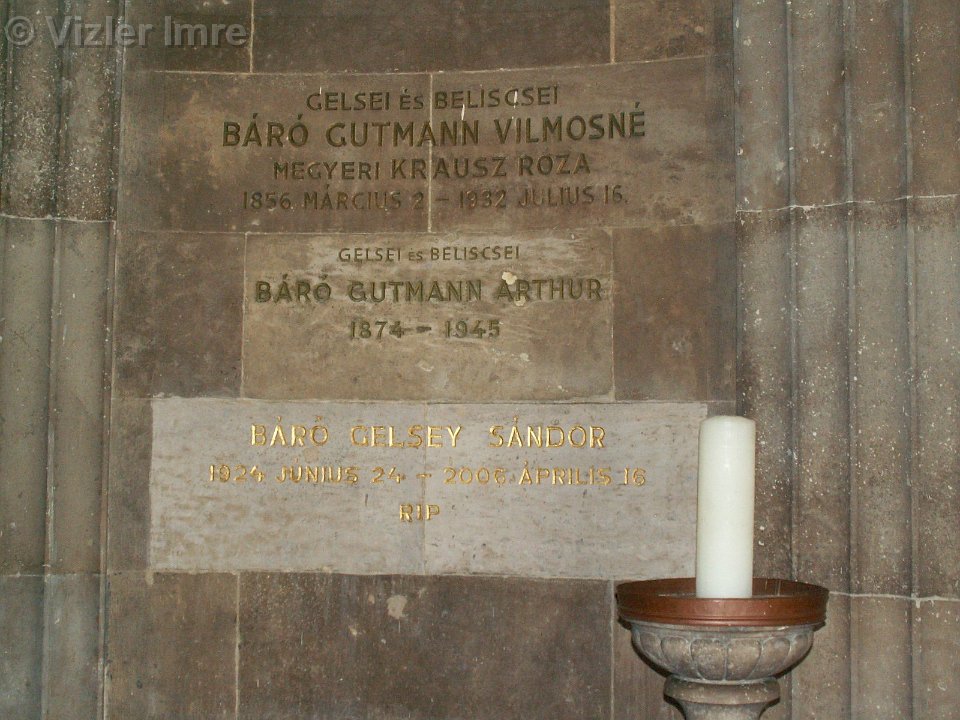 © Vizler Imre
GELSEI ÉS BELISCSEI
BÁRÓ GUTMANN VILMOSNÉ
MEGYERI KRAUSZ RÓZA
1856 MÁRCIUS 2 – 1932 JULIUS 16.
GELSEI ÉS BELISCSEI
BÁRÓ GUTMANN ARTHUR
1874 – 1945
BÁRÓ GELSEY SÁNDOR
1924 JÚNIUS 24 – 2006 ÁPRILIS 16
RIP